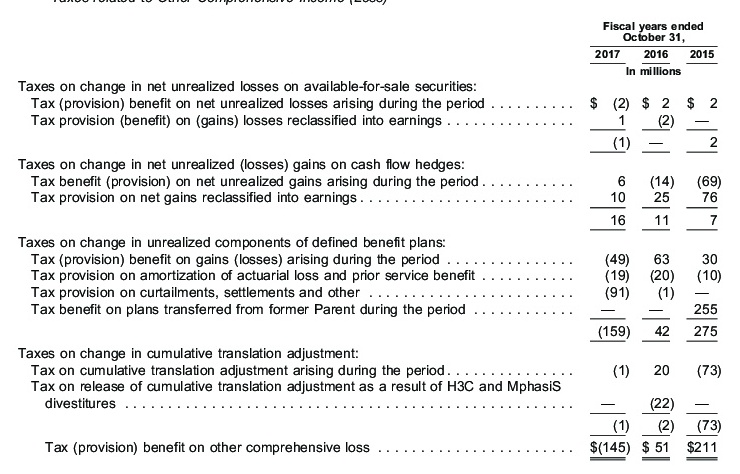 Taxes related to Other Comprehensive Income (Loss)
Fiscal years ended
October 31,
2017 2016 2015
In millions
Taxes on change in net unrealized losses on available-for-sale securities:
Tax (provision) benefit on net unrealized losses arising during the period . . . . . . . . . . $ (2) $ 2 $ 2
Tax provision (benefit) on (gains) losses reclassified into earnings . . . . . . . . . . . . . . . 1 (2) —
(1) — 2
Taxes on change in net unrealized (losses) gains on cash flow hedges:
Tax benefit (provision) on net unrealized gains arising during the period . . . . . . . . . . . 6 (14) (69)
Tax provision on net gains reclassified into earnings . . . . . . . . . . . . . . . . . . . . . . . . . . 10 25 76
16 11 7
Taxes on change in unrealized components of defined benefit plans:
Tax (provision) benefit on gains (losses) arising during the period . . . . . . . . . . . . . . . . (49) 63 30
Tax provision on amortization of actuarial loss and prior service benefit . . . . . . . . . . . (19) (20) (10)
Tax provision on curtailments, settlements and other . . . . . . . . . . . . . . . . . . . . . . . . . (91) (1) —
Tax benefit on plans transferred from former Parent during the period . . . . . . . . . . . . — — 255
(159) 42 275
Taxes on change in cumulative translation adjustment:
Tax on cumulative translation adjustment arising during the period . . . . . . . . . . . . . . . (1) 20 (73)
Tax on release of cumulative translation adjustment as a result of H3C and MphasiS
divestitures . . . . . . . . . . . . . . . . . . . . . . . . . . . . . . . . . . . . . . . . . . . . . . . . . . . . . . — (22) —
(1) (2) (73)
Tax (provision) benefit on other comprehensive loss . . . . . . . . . . . . . . . . . . . . . . . . $(145) $ 51 $211